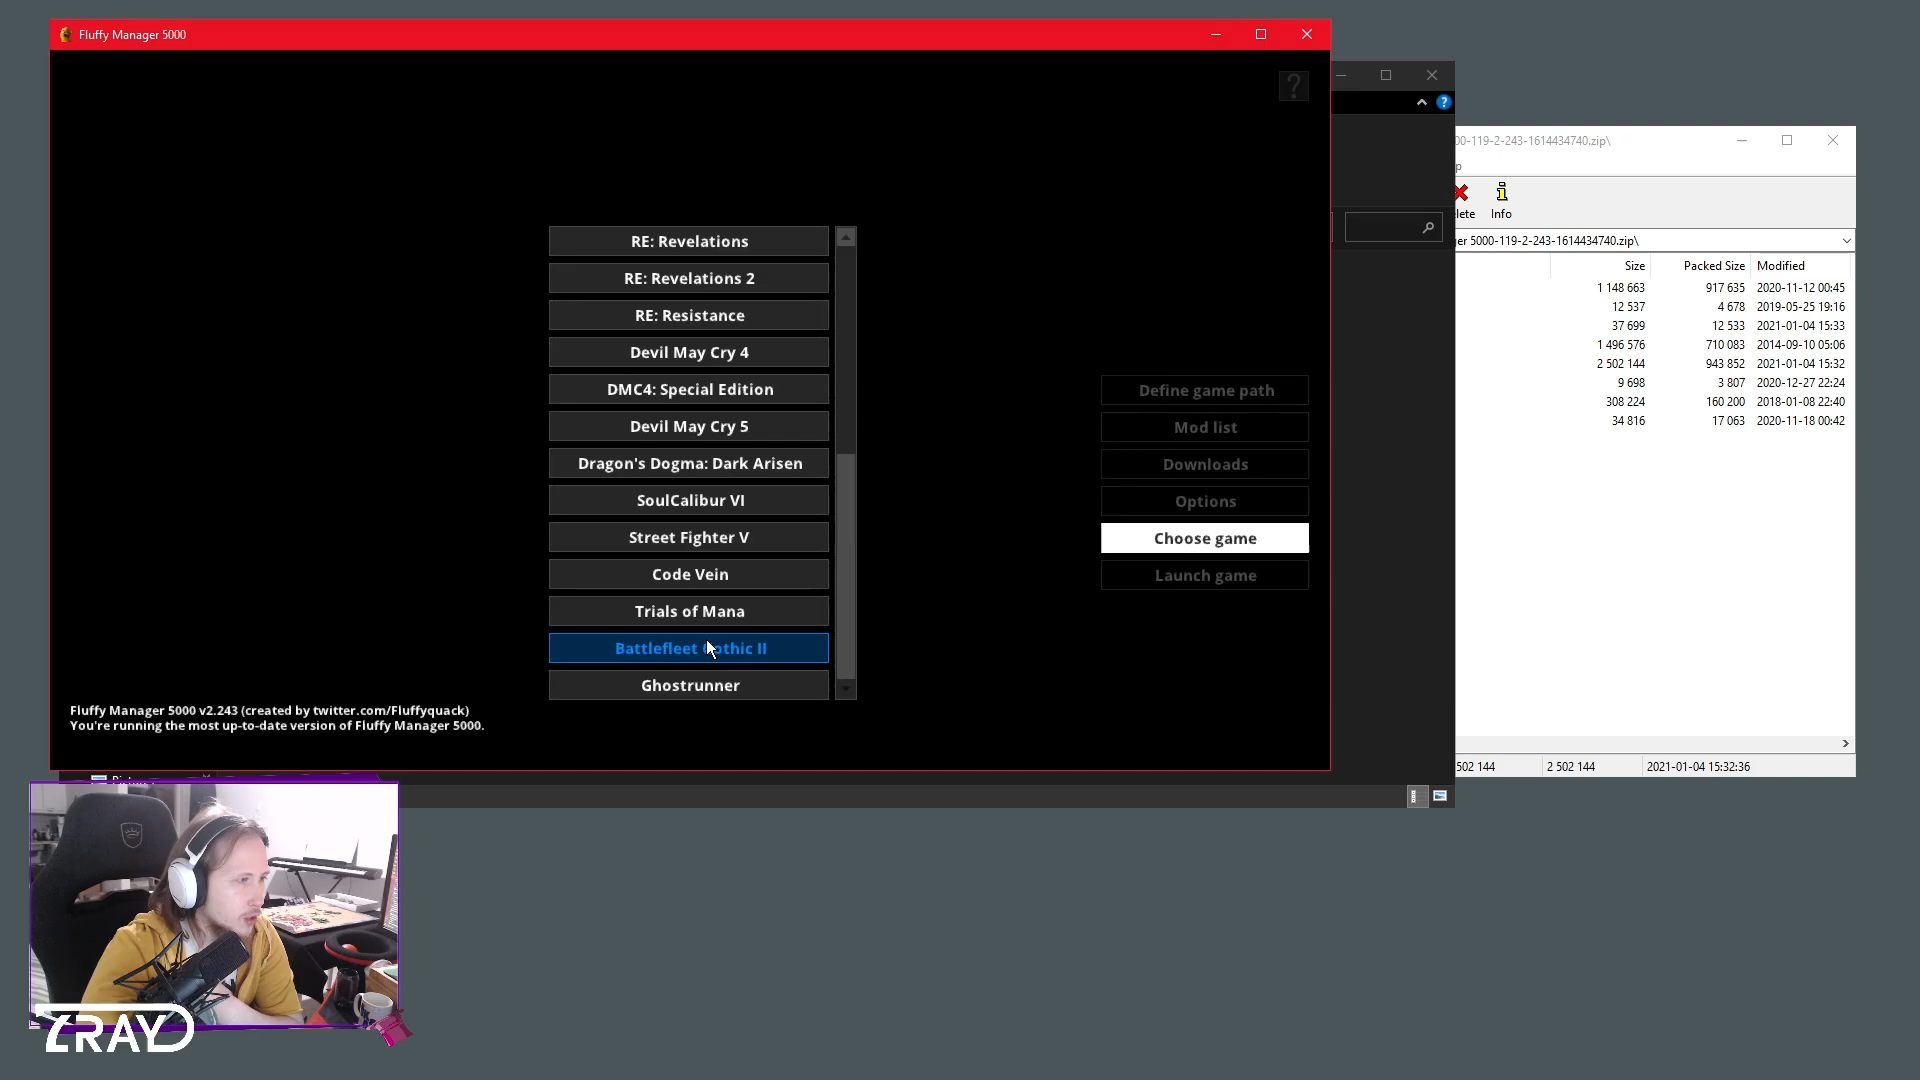 Fluffy Manager 5000
?
RE: Revelations
RE: Revelations 2
RE: Resistance
Devil May Cry 4
DMC4: Special Edition
Devil May Cry 5
Dragon's Dogma: Dark Arisen
SoulCalibur VI
Street Fighter V
Code Vein
Trials of Mana
Battlefleet Gothic II
Ghostrunner
Define game path
Mod list
Downloads
Options
Choose game
Launch game
Fluffy Manager 5000 v2.243 (created by twitter.com/Fluffyquack)
You're running the most up-to-date version of Fluffy Manager 5000.
00-119-2-243-1614434740.zip\
p
lete Info
er 5000-119-2-243-1614434740.zip\
Size Packed Size Modified
1 148 663 917 635 2020-11-12 00:45
12 537 4 678 2019-05-25 19:16
37 699 12 533 2021-01-04 15:33
1 496 576 710 083 2014-09-10 05:06
2 502 144 943 852 2021-01-04 15:32
9 698 3 807 2020-12-27 22:24
308 224 160 200 2018-01-08 22:40
34 816 17 063 2020-11-18 00:42
502 144 2 502 144 2021-01-04 15:32:36
ZRAY